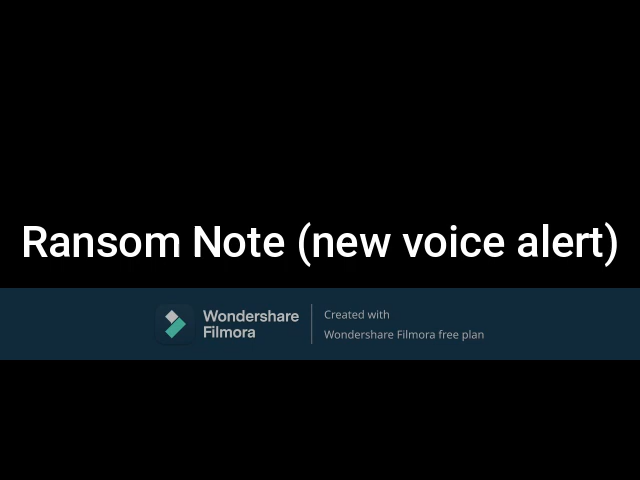 Ransom Note (new voice alert)
Wondershare
Filmora
Created with
Wondershare Filmora free plan